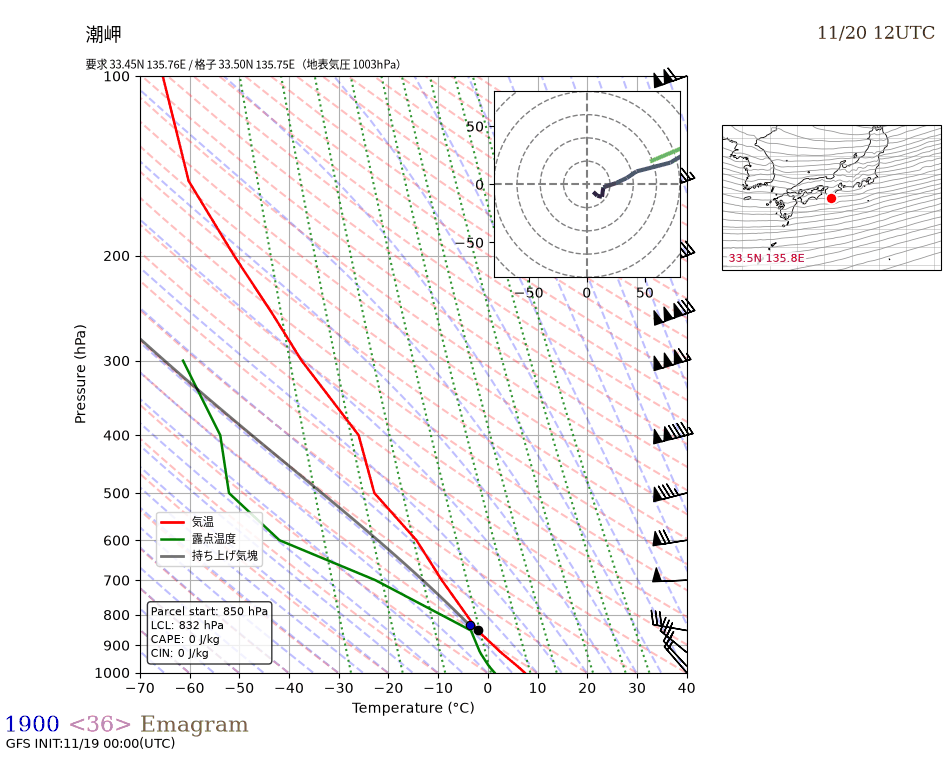 潮岬
11/20 12UTC
要求 33.45N 135.76E / 格子 33.50N 135.75E（地表気圧 1003hPa）
100
200
300
400
500
600
700
800
900
1000
Pressure (hPa)
−70 −60 −50 −40 −30 −20 −10 0 10 20 30 40
Temperature (°C)
50
0
−50
−50 0 50
33.5N 135.8E
気温
露点温度
持ち上げ気塊
Parcel start: 850 hPa
LCL: 832 hPa
CAPE: 0 J/kg
CIN: 0 J/kg
1900 <36> Emagram
GFS INIT:11/19 00:00(UTC)